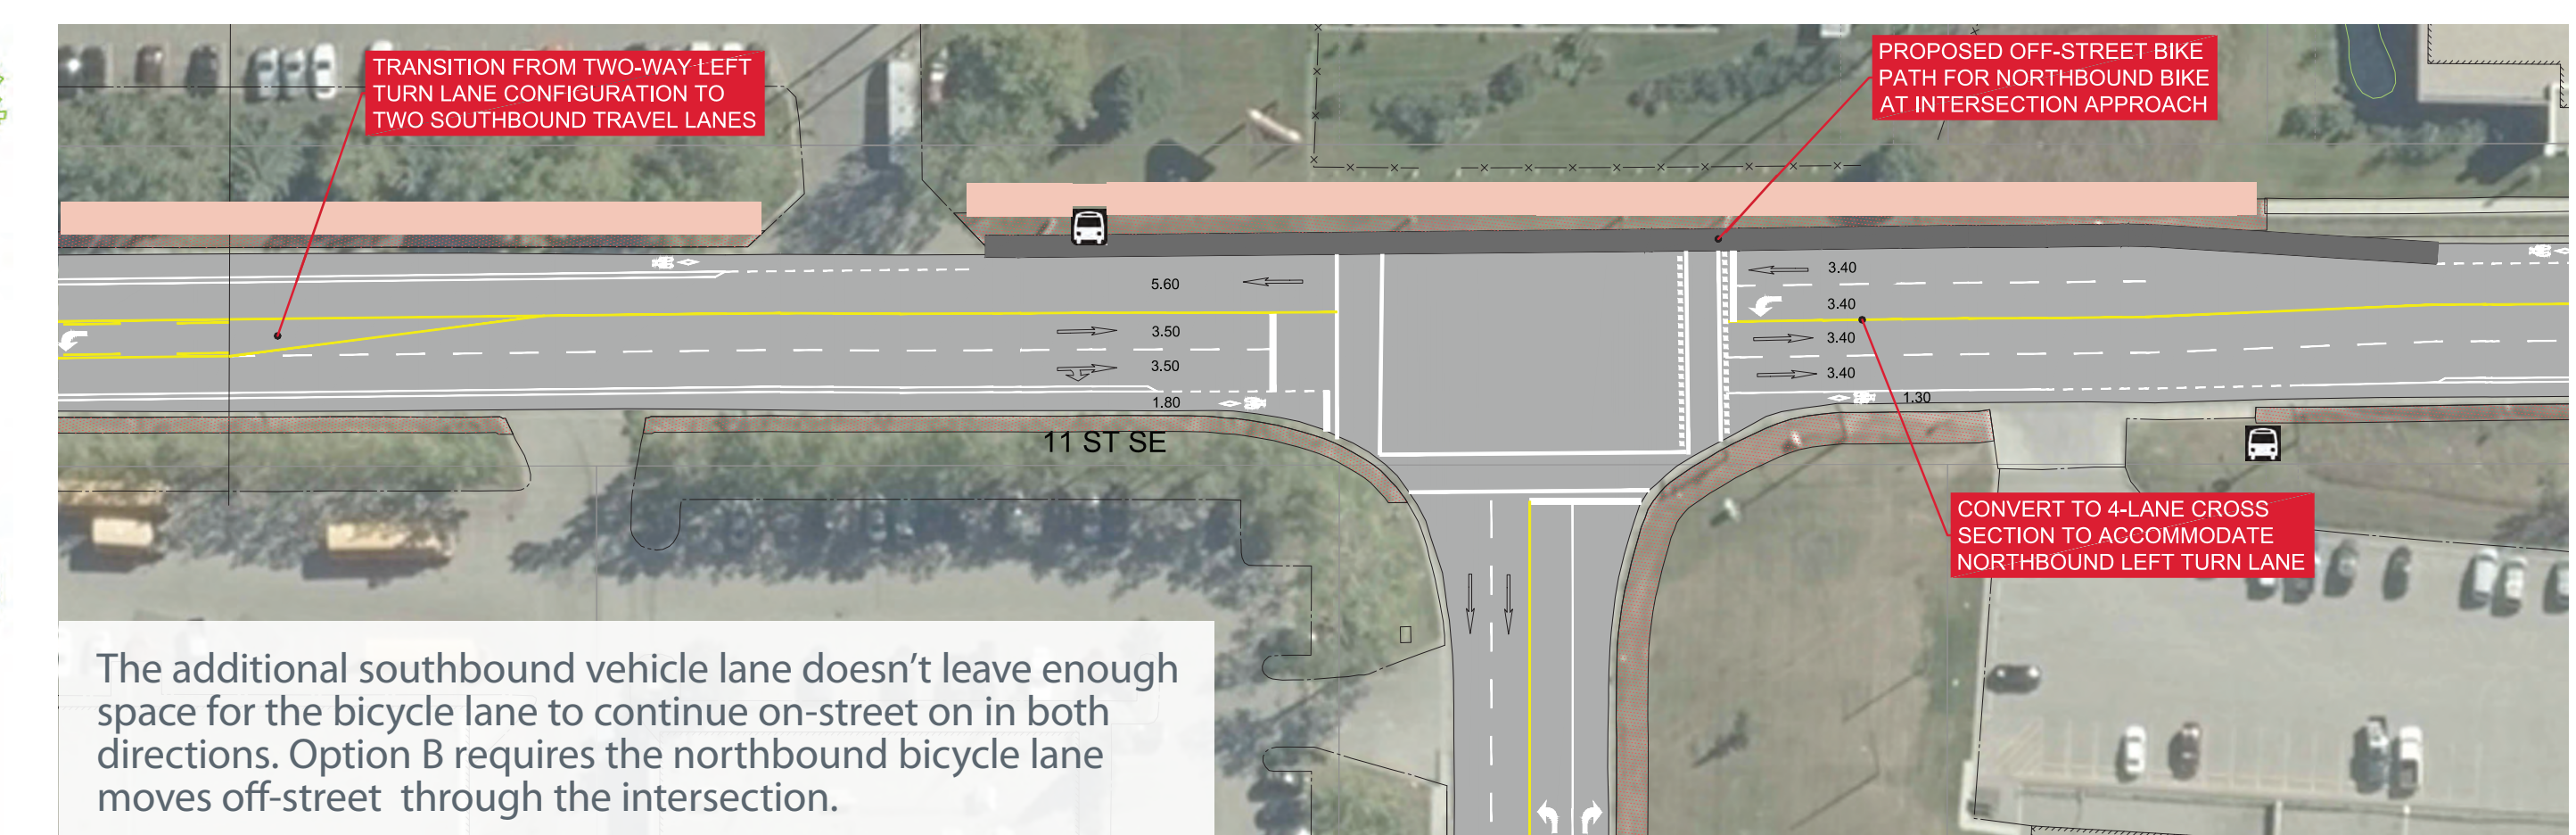 TRANSITION FROM TWO-WAY LEFT
TURN LANE CONFIGURATION TO
TWO SOUTHBOUND TRAVEL LANES
PROPOSED OFF-STREET BIKE
PATH FOR NORTHBOUND BIKE
AT INTERSECTION APPROACH
5.60
3.50
3.50
1.80
3.40
3.40
3.40
3.40
1.30
11 ST SE
CONVERT TO 4-LANE CROSS
SECTION TO ACCOMMODATE
NORTHBOUND LEFT TURN LANE
The additional southbound vehicle lane doesn’t leave enough
space for the bicycle lane to continue on-street on in both
directions. Option B requires the northbound bicycle lane
moves off-street  through the intersection.